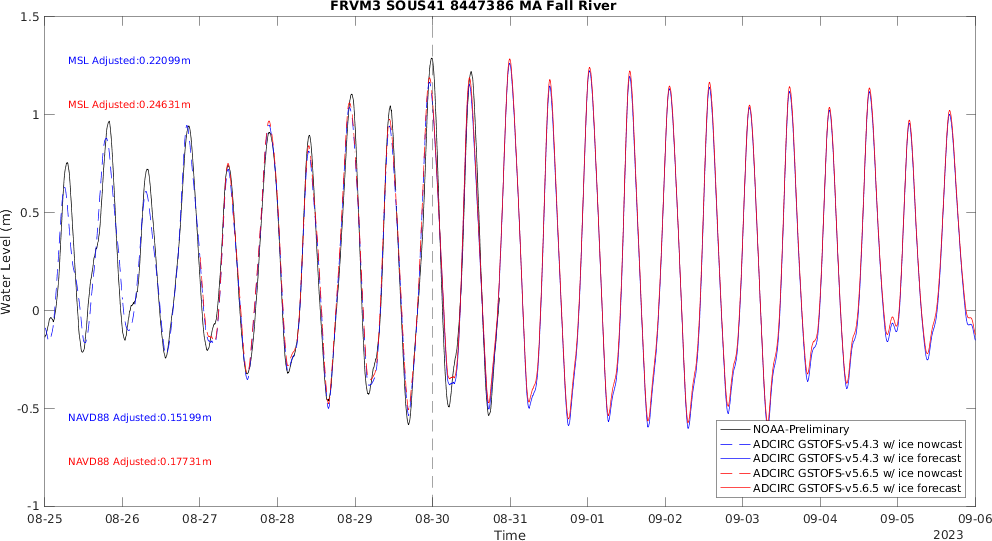 FRVM3 SOUS41 8447386 MA Fall River
1.5
MSL Adjusted:0.22099m
MSL Adjusted:0.24631m
1
0.5
0
-0.5
-1
Water Level (m)
NAVD88 Adjusted:0.15199m
NAVD88 Adjusted:0.17731m
NOAA-Preliminary
ADCIRC GSTOFS-v5.4.3 w/ ice nowcast
ADCIRC GSTOFS-v5.4.3 w/ ice forecast
ADCIRC GSTOFS-v5.6.5 w/ ice nowcast
ADCIRC GSTOFS-v5.6.5 w/ ice forecast
08-25 08-26 08-27 08-28 08-29 08-30 08-31 09-01 09-02 09-03 09-04 09-05 09-06
Time
2023